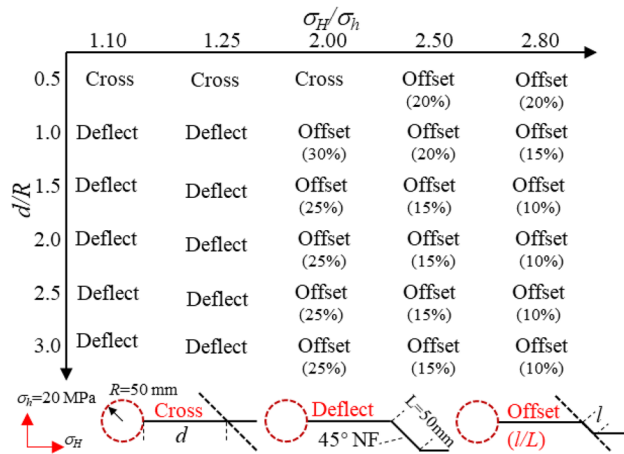 σH/σh
1.10 1.25 2.00 2.50 2.80
d/R
0.5 Cross Cross Cross Offset Offset
(20%) (20%)
1.0 Deflect Deflect Offset Offset Offset
(30%) (20%) (15%)
1.5 Deflect Deflect Offset Offset Offset
(25%) (15%) (10%)
2.0 Deflect Deflect Offset Offset Offset
(25%) (15%) (10%)
2.5 Deflect Deflect Offset Offset Offset
(25%) (15%) (10%)
3.0 Deflect Deflect Offset Offset Offset
(25%) (15%) (10%)
σh=20 MPa R=50 mm
σH
Cross
d
Deflect
L=50mm
45° NF
Offset
(l/L)
l